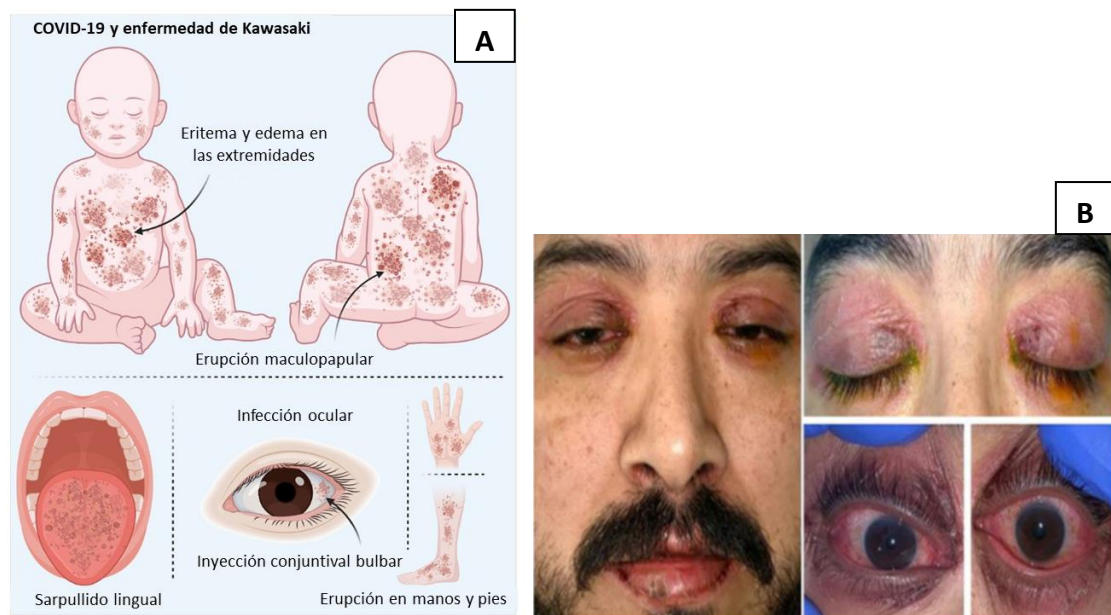 COVID-19 y enfermedad de Kawasaki
A
Eritema y edema en
las extremidades
Erupción maculopapular
Infección ocular
Inyección conjuntival bulbar
Sarpullido lingual
Erupción en manos y pies
B